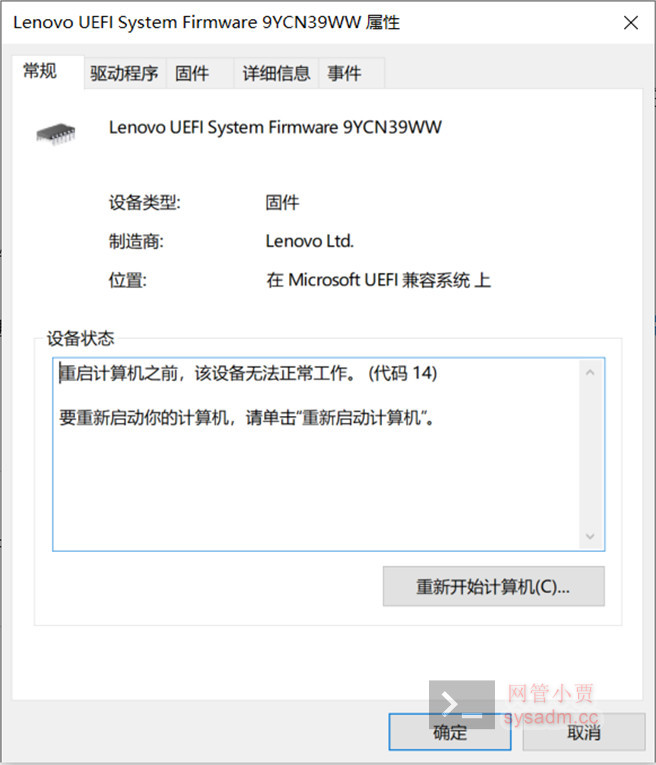 Lenovo UEFI System Firmware 9YCN39WW 属性
常规 驱动程序 固件 详细信息 事件
Lenovo UEFI System Firmware 9YCN39WW
设备类型: 固件
制造商: Lenovo Ltd.
位置: 在 Microsoft UEFI 兼容系统 上
设备状态
重启计算机之前，该设备无法正常工作。 (代码 14)
要重新启动你的计算机，请单击“重新启动计算机”。
重新开始计算机(C)...
网管小贾
sysadm.cc
确定 取消